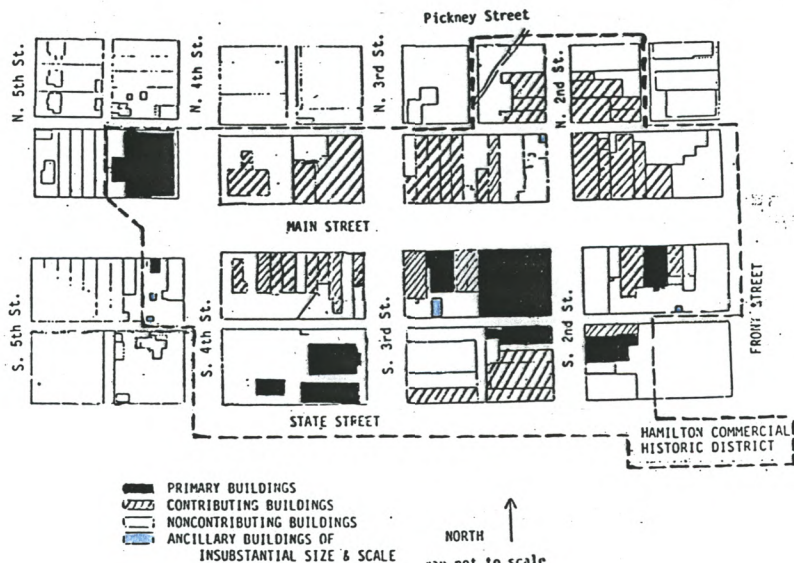 Pickney Street
N. 5th St.
N. 4th St.
N. 3rd St.
N. 2nd St.
MAIN STREET
S. 5th St.
S. 4th St.
S. 3rd St.
S. 2nd St.
FRONT STREET
STATE STREET
HAMILTON COMMERCIAL
HISTORIC DISTRICT
PRIMARY BUILDINGS
CONTRIBUTING BUILDINGS
NONCONTRIBUTING BUILDINGS
ANCILLARY BUILDINGS OF
INSUBSTANTIAL SIZE & SCALE
NORTH
not to scale